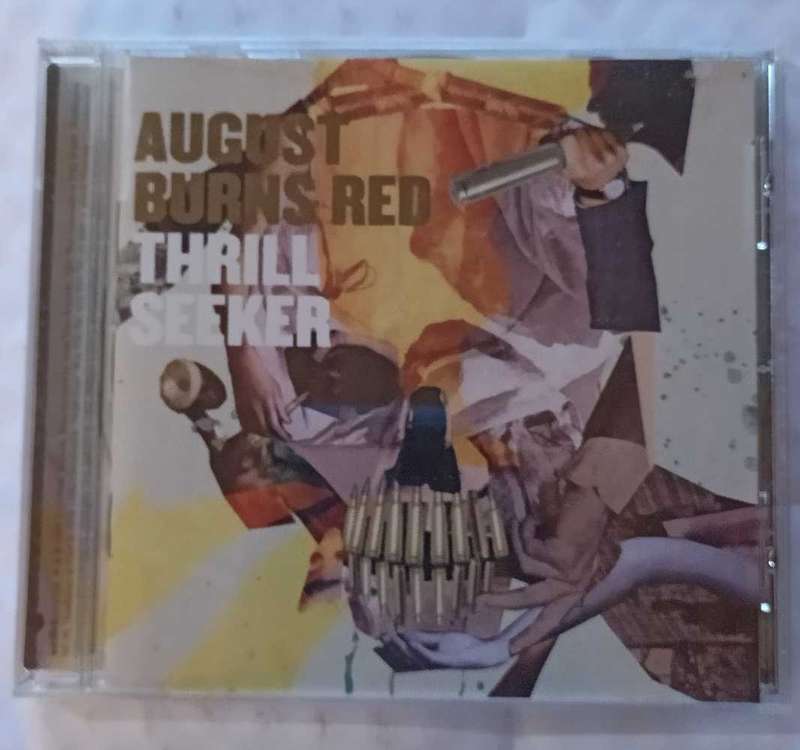 AUGUST
BURNS RED
THRILL
SEEKER